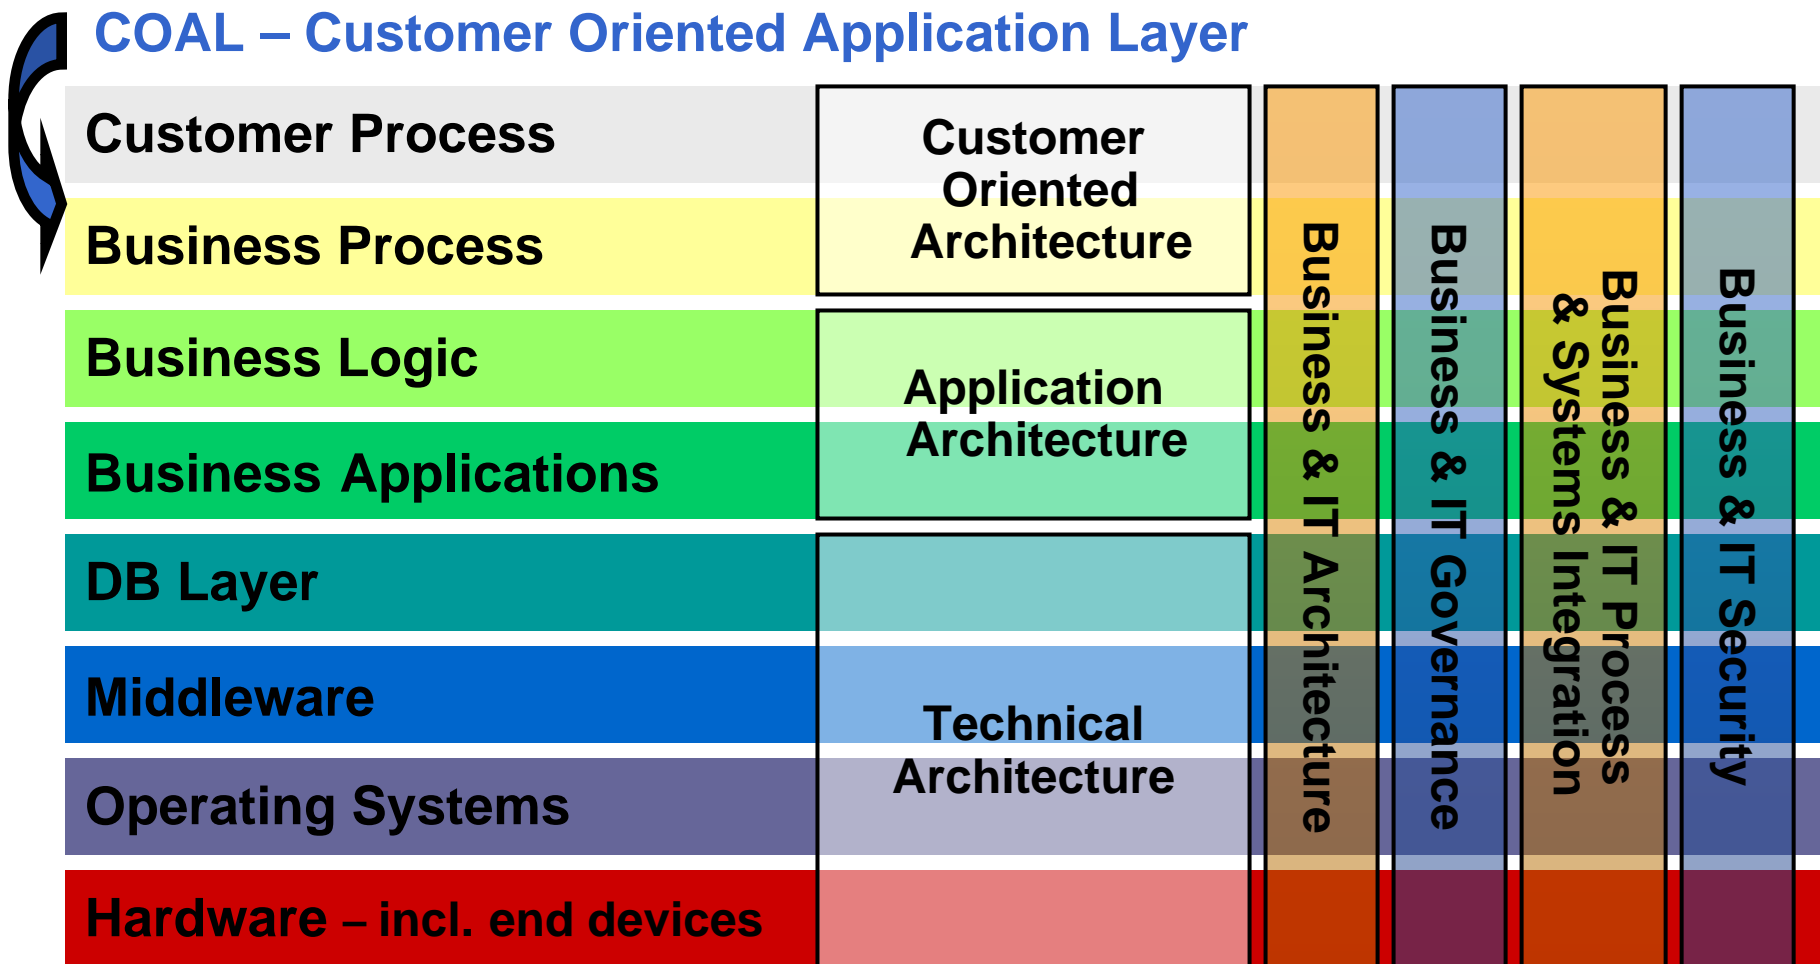 COAL – Customer Oriented Application Layer
Customer Process
Business Process
Business Logic
Business Applications
DB Layer
Middleware
Operating Systems
Hardware – incl. end devices
Customer
Oriented
Architecture
Application
Architecture
Technical
Architecture
Business & IT Architecture
Business & IT Governance
Business & IT Process
& Systems Integration
Business & IT Security